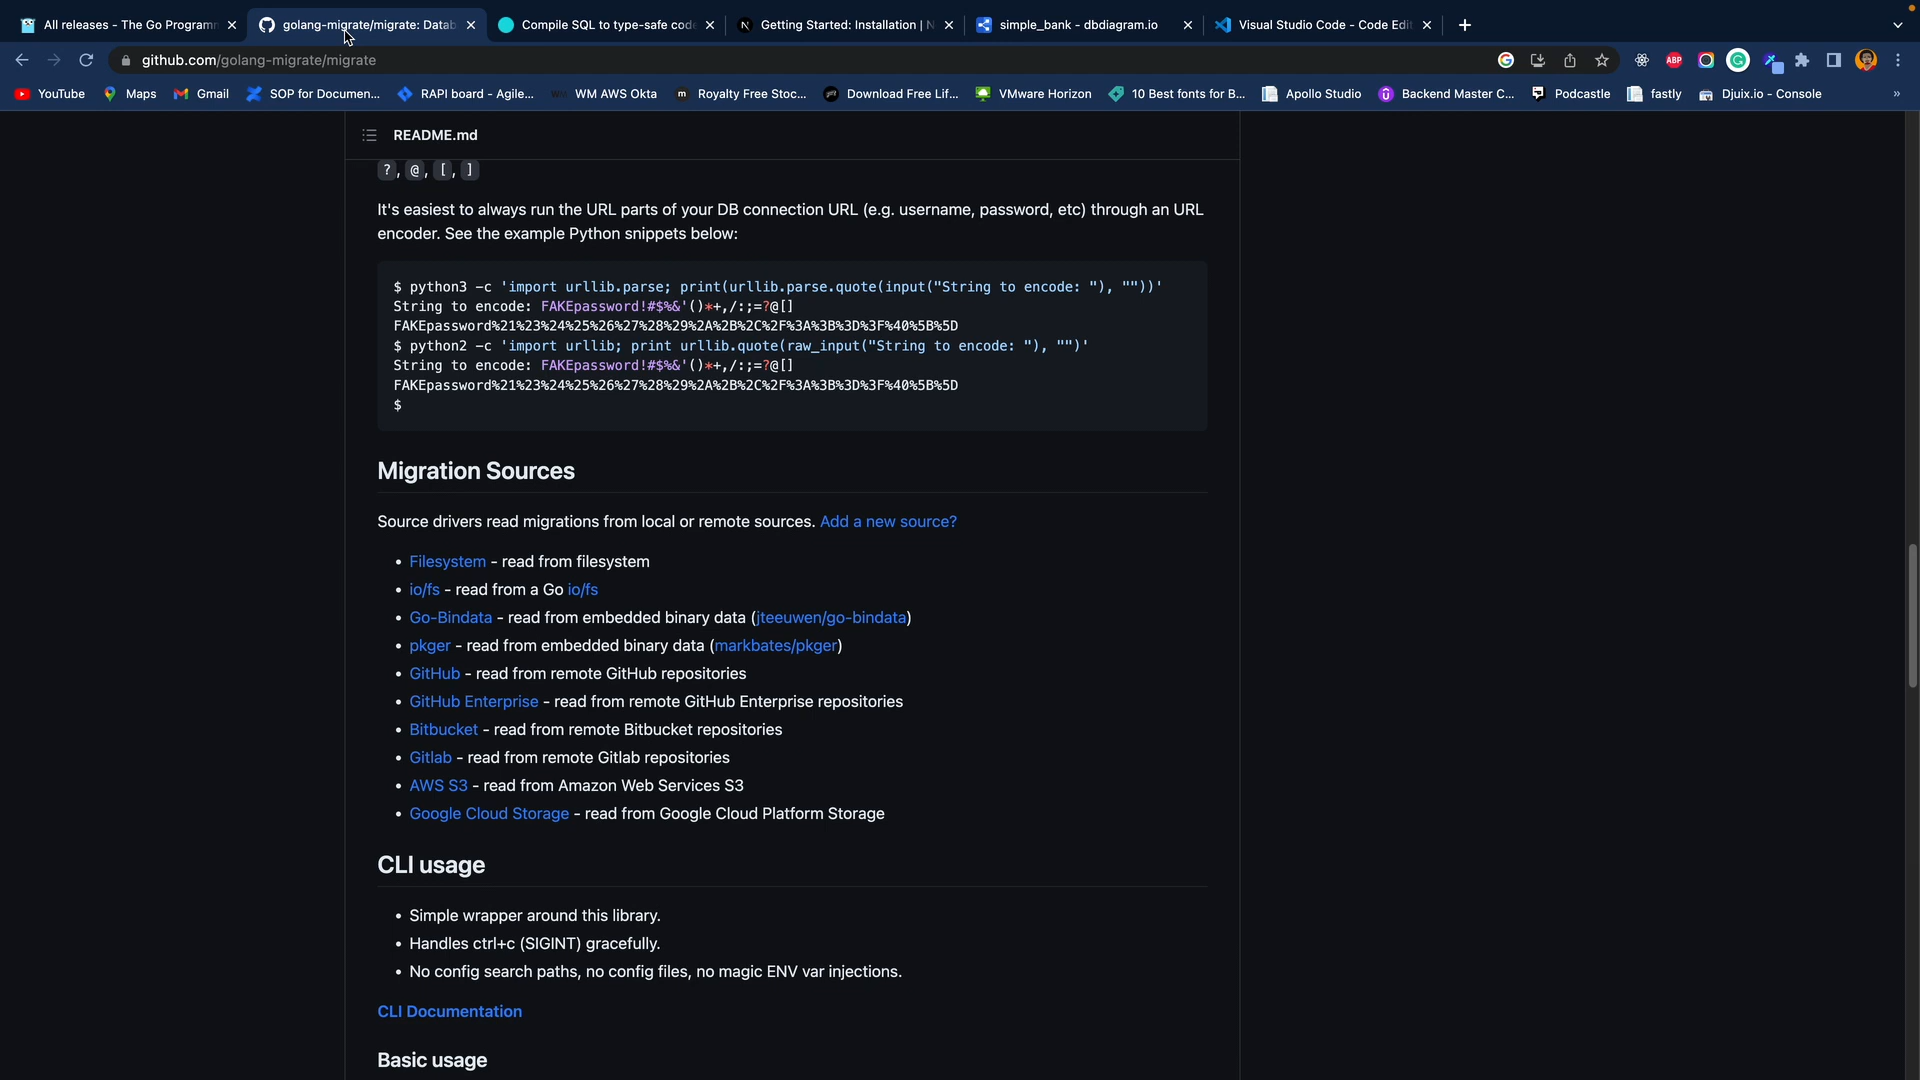 All releases - The Go Programm
golang-migrate/migrate: Datab
Compile SQL to type-safe code
Getting Started: Installation | N
simple_bank - dbdiagram.io
Visual Studio Code - Code Edit
github.com/golang-migrate/migrate
ABP
YouTube
Maps
Gmail
SOP for Documen...
RAPI board - Agile...
WM AWS Okta
Royalty Free Stoc...
Download Free Lif...
VMware Horizon
10 Best fonts for B...
Apollo Studio
Backend Master C...
Podcastle
fastly
Djuix.io - Console
»
README.md
?, @, [, ]
It's easiest to always run the URL parts of your DB connection URL (e.g. username, password, etc) through an URL
encoder. See the example Python snippets below:
$ python3 -c 'import urllib.parse; print(urllib.parse.quote(input("String to encode: "), ""))'
String to encode: FAKEpassword!#$%&'()*+,/:;=?@[]
FAKEpassword%21%23%24%25%26%27%28%29%2A%2B%2C%2F%3A%3B%3D%3F%40%5B%5D
$ python2 -c 'import urllib; print urllib.quote(raw_input("String to encode: "), "")'
String to encode: FAKEpassword!#$%&'()*+,/:;=?@[]
FAKEpassword%21%23%24%25%26%27%28%29%2A%2B%2C%2F%3A%3B%3D%3F%40%5B%5D
$
Migration Sources
Source drivers read migrations from local or remote sources. Add a new source?
• Filesystem - read from filesystem
• io/fs - read from a Go io/fs
• Go-Bindata - read from embedded binary data (jteeuwen/go-bindata)
• pkger - read from embedded binary data (markbates/pkger)
• GitHub - read from remote GitHub repositories
• GitHub Enterprise - read from remote GitHub Enterprise repositories
• Bitbucket - read from remote Bitbucket repositories
• Gitlab - read from remote Gitlab repositories
• AWS S3 - read from Amazon Web Services S3
• Google Cloud Storage - read from Google Cloud Platform Storage
CLI usage
• Simple wrapper around this library.
• Handles ctrl+c (SIGINT) gracefully.
• No config search paths, no config files, no magic ENV var injections.
CLI Documentation
Basic usage